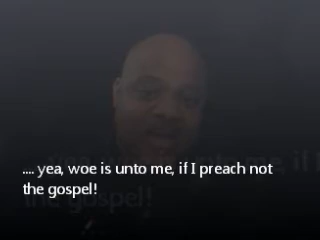 .... yea, woe is unto me, if I preach not
the gospel!